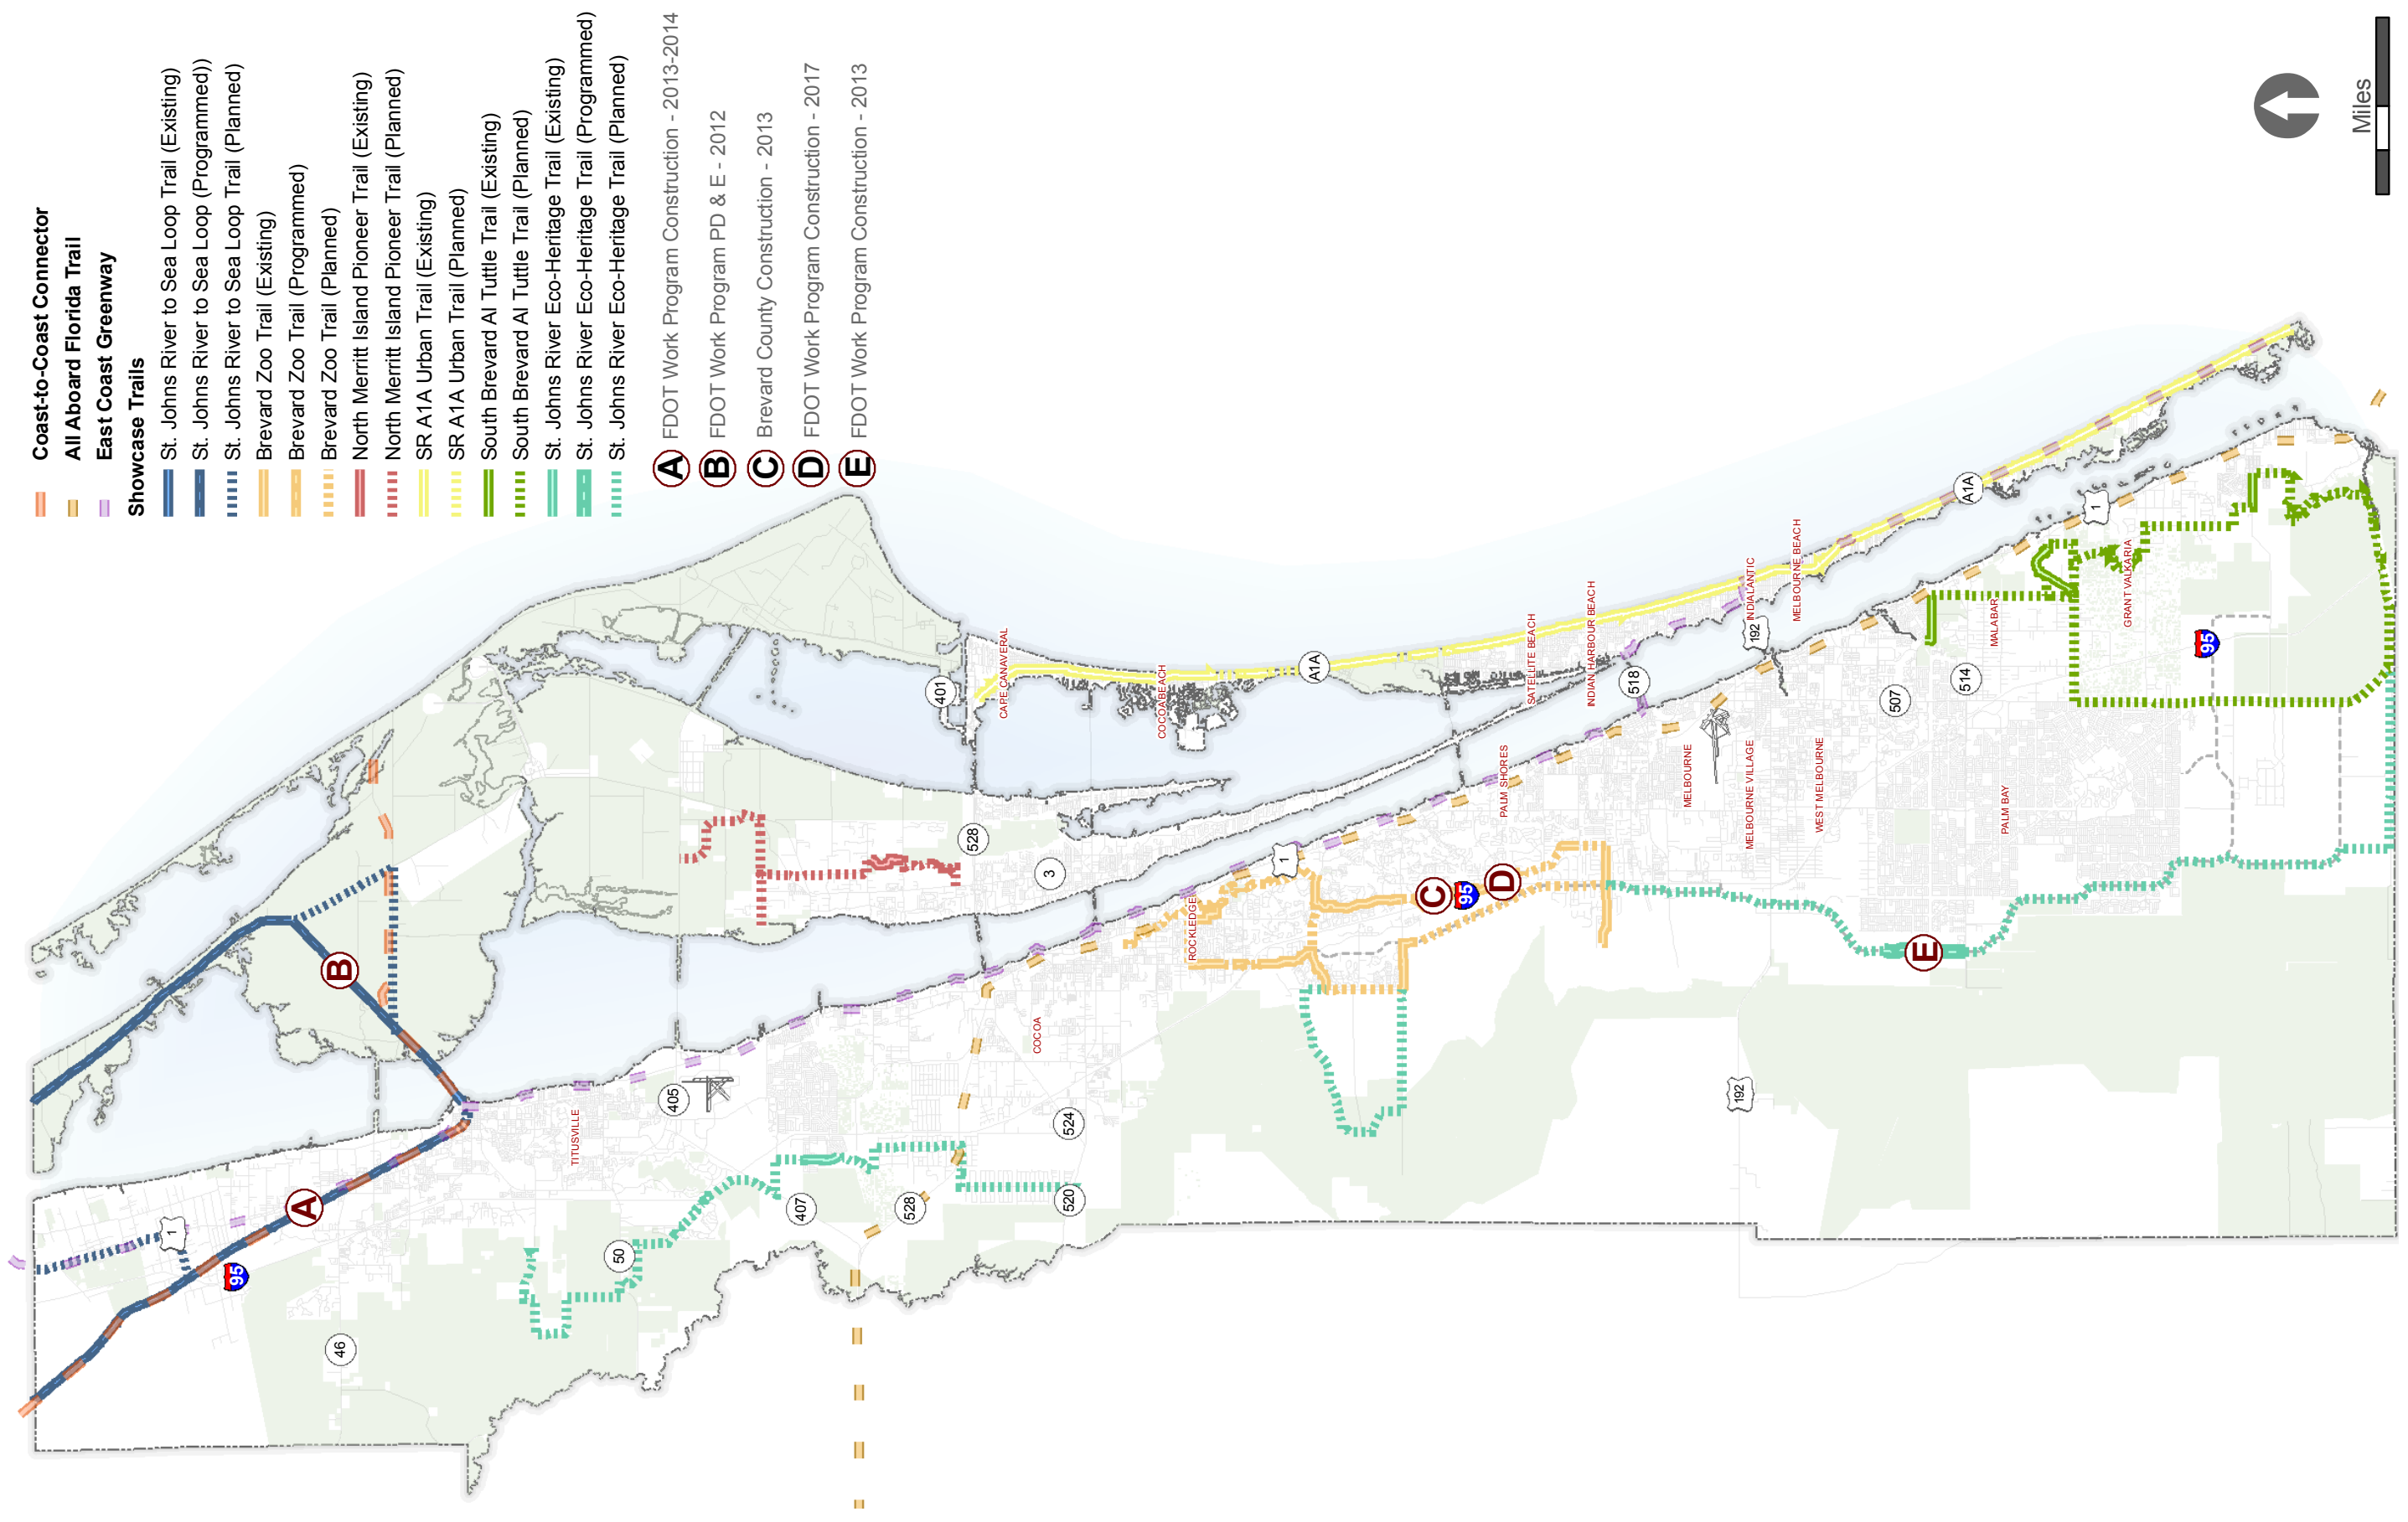 Coast-to-Coast Connector
All Aboard Florida Trail
East Coast Greenway
Showcase Trails
St. Johns River to Sea Loop Trail (Existing)
St. Johns River to Sea Loop (Programmed))
St. Johns River to Sea Loop Trail (Planned)
Brevard Zoo Trail (Existing)
Brevard Zoo Trail (Programmed)
Brevard Zoo Trail (Planned)
North Merritt Island Pioneer Trail (Existing)
North Merritt Island Pioneer Trail (Planned)
SR A1A Urban Trail (Existing)
SR A1A Urban Trail (Planned)
South Brevard Al Tuttle Trail (Existing)
South Brevard Al Tuttle Trail (Planned)
St. Johns River Eco-Heritage Trail (Existing)
St. Johns River Eco-Heritage Trail (Programmed)
St. Johns River Eco-Heritage Trail (Planned)
A FDOT Work Program Construction - 2013-2014
B FDOT Work Program PD & E - 2012
C Brevard County Construction - 2013
D FDOT Work Program Construction - 2017
E FDOT Work Program Construction - 2013
Miles
1
95
46
A
B
TITUSVILLE
50
405
407
528
520
524
COCOA
401
528
3
CAPE CANAVERAL
COCOA BEACH
ROCKLEDGE
1
A1A
C
95
D
PALM SHORES
SATELLITE BEACH
INDIAN HARBOUR BEACH
518
MELBOURNE
MELBOURNE VILLAGE
192
INDIALANTIC
MELBOURNE BEACH
192
WEST MELBOURNE
507
E
514
A1A
MALABAR
PALM BAY
1
GRANT VALKARIA
95